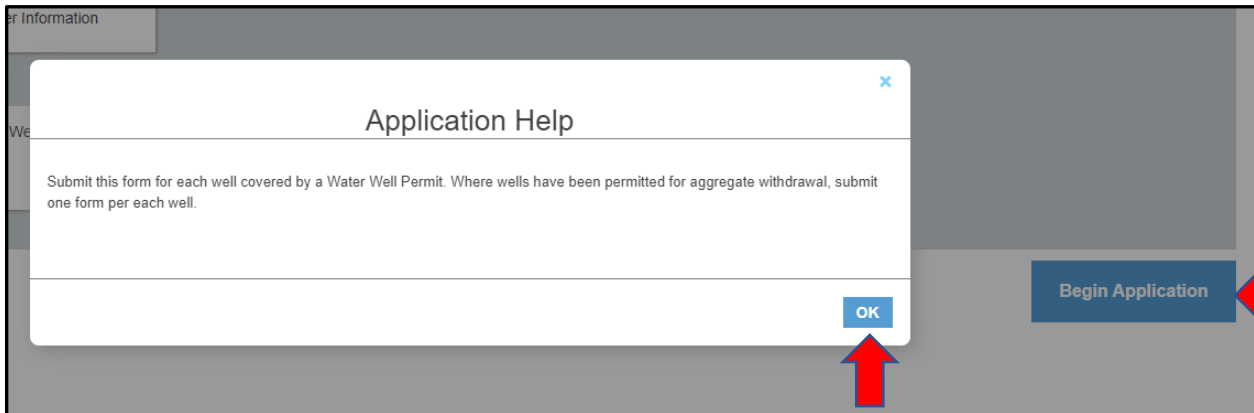 er Information
Application Help
We
Submit this form for each well covered by a Water Well Permit. Where wells have been permitted for aggregate withdrawal, submit
one form per each well.
Begin Application
OK